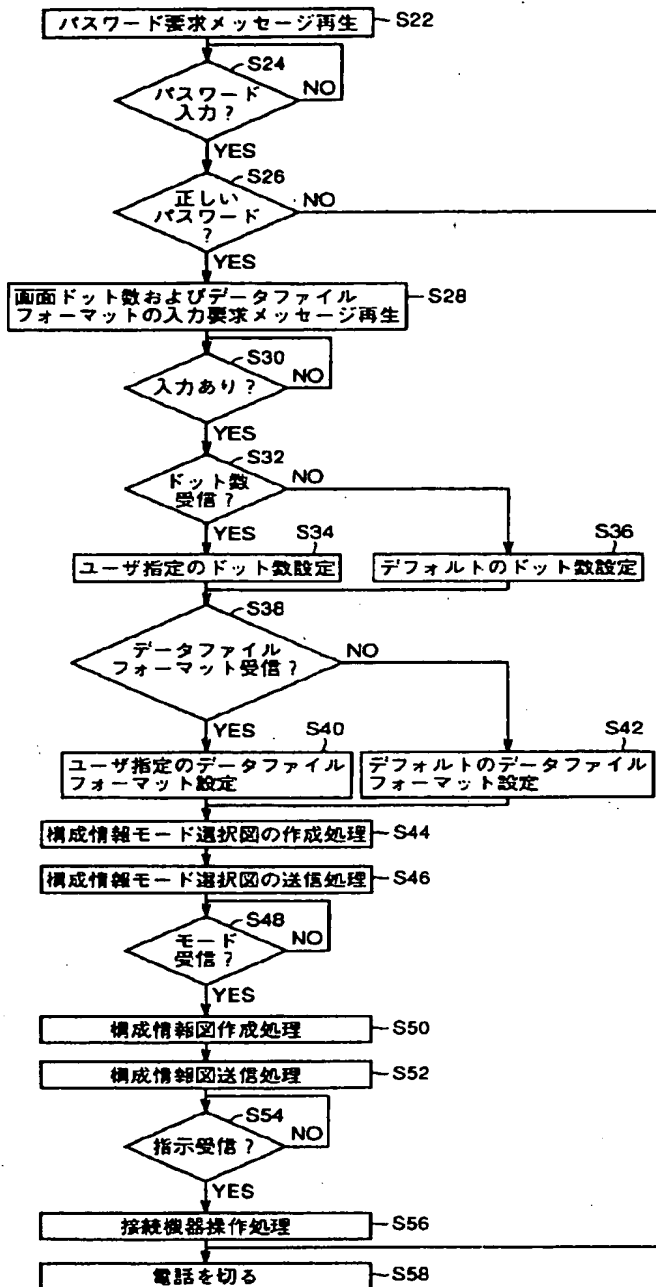 パスワード要求メッセージ再生
S22
S24
NO
パスワード
入力？
YES
S26
NO
正しい
パスワード
？
YES
画面ドット数およびデータファイル
フォーマットの入力要求メッセージ再生
S28
S30
NO
入力あり？
YES
S32
NO
ドット数
受信？
YES
S34
S36
ユーザ指定のドット数設定
デフォルトのドット数設定
S38
データファイル
フォーマット受信？
NO
YES
S40
S42
ユーザ指定のデータファイル
フォーマット設定
デフォルトのデータファイル
フォーマット設定
構成情報モード選択図の作成処理
S44
構成情報モード選択図の送信処理
S46
S48
NO
モード
受信？
YES
構成情報図作成処理
S50
構成情報図送信処理
S52
S54
NO
指示受信？
YES
接続機器操作処理
S56
電話を切る
S58